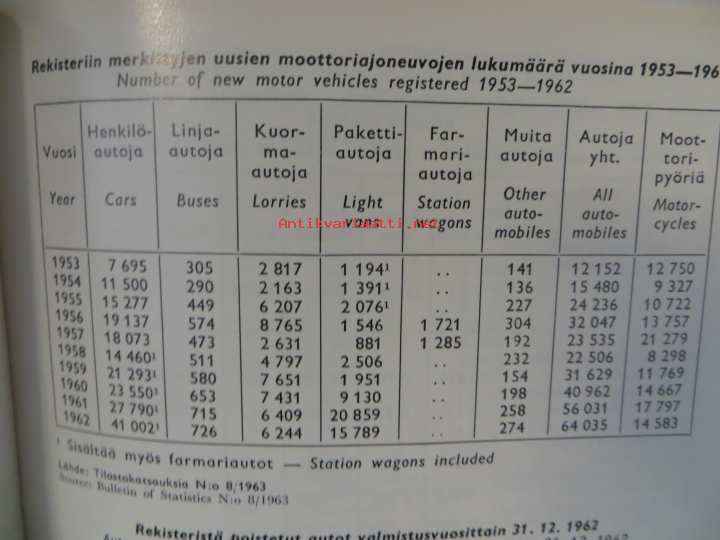 Rekisteriin merkittyjen uusien moottoriajoneuvojen lukumäärä vuosina 1953—196
Number of new motor vehicles registered 1953—1962
Vuosi Henkilö-autoja Linja-autoja Kuor-ma-autoja Paketti-autoja Far-mari-autoja Muita autoja Autoja yht. Moot-tori-pyöriä
Year Cars Buses Lorries Light vans Station wagons Other auto-mobiles All auto-mobiles Motor-cycles
Antikvariaatti.net
1953 7 695 305 2 817 1 194¹ .. 141 12 152 12 750
1954 11 500 290 2 163 1 391¹ .. 136 15 480 9 327
1955 15 277 449 6 207 2 076¹ .. 227 24 236 10 722
1956 19 137 574 8 765 1 546 1 721 304 32 047 13 757
1957 18 073 473 2 631 881 1 285 192 23 535 21 279
1958 14 460¹ 511 4 797 2 506 .. 232 22 506 8 298
1959 21 293¹ 580 7 651 1 951 .. 154 31 629 11 769
1960 23 550¹ 653 7 431 9 130 .. 198 40 962 14 667
1961 27 790¹ 715 6 409 20 859 .. 258 56 031 17 797
1962 41 002¹ 726 6 244 15 789 .. 274 64 035 14 583
¹ Sisältää myös farmariautot — Station wagons included
Lähde: Tilastokatsauksia N:o 8/1963
Source: Bulletin of Statistics N:o 8/1963
Rekisteristä poistetut autot valmistusvuosittain 31. 12. 1962